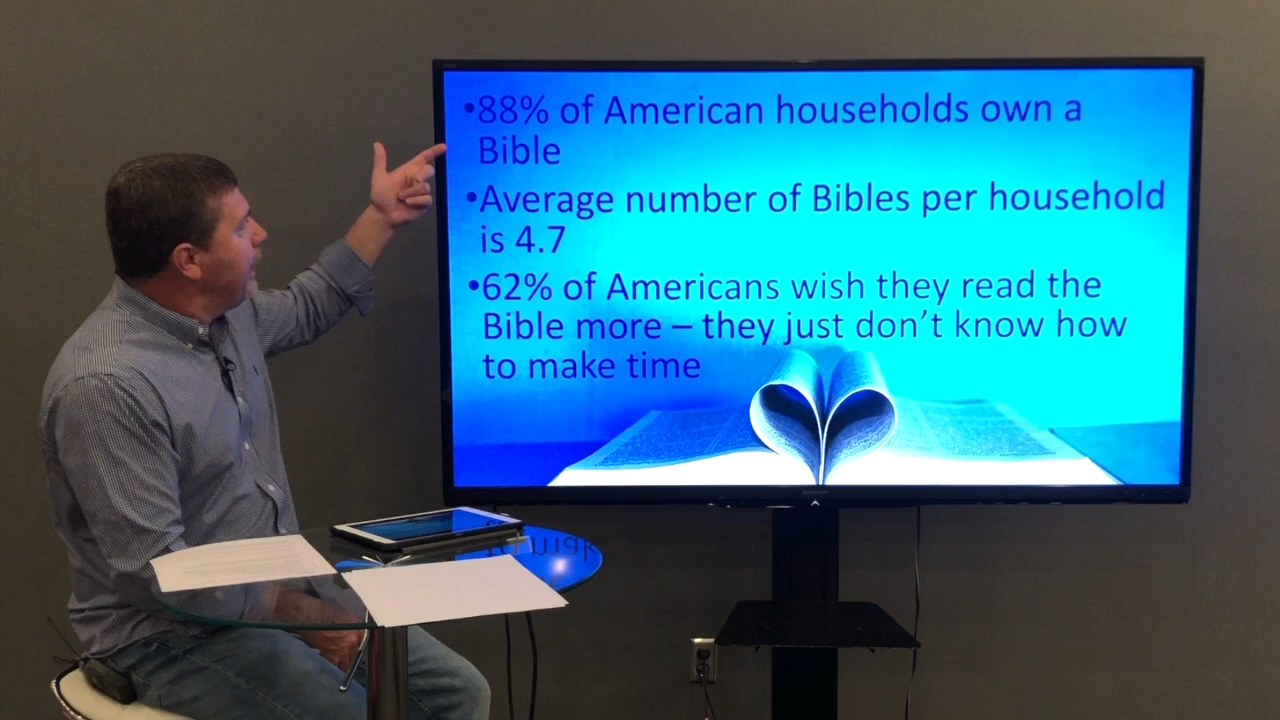 •88% of American households own a
Bible
•Average number of Bibles per household
is 4.7
•62% of Americans wish they read the
Bible more – they just don’t know how
to make time